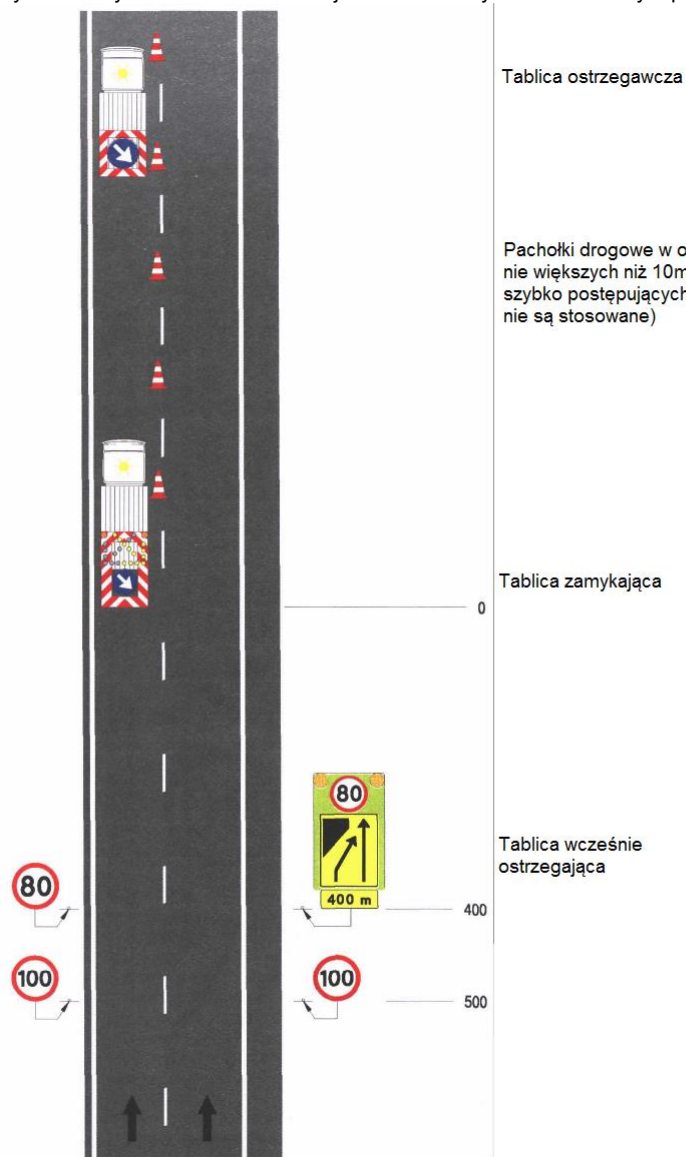 Tablica ostrzegawcza
Pachołki drogowe w o
nie większych niż 10m
szybko postępujących
nie są stosowane)
Tablica zamykająca
0
80
Tablica wcześnie
ostrzegająca
80
400 m
400
100
100
500